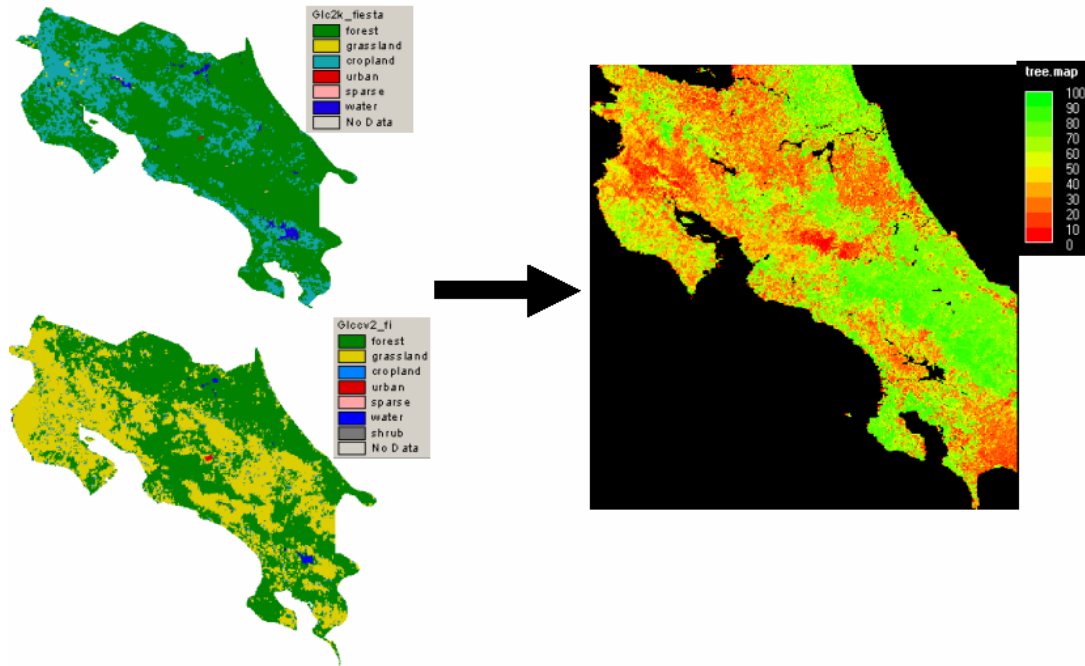 Glc2k_fiesta
forest
grassland
cropland
urban
sparse
water
No Data
Glccv2_fi
forest
grassland
cropland
urban
sparse
water
shrub
No Data
tree.map
100
90
80
70
60
50
40
30
20
10
0